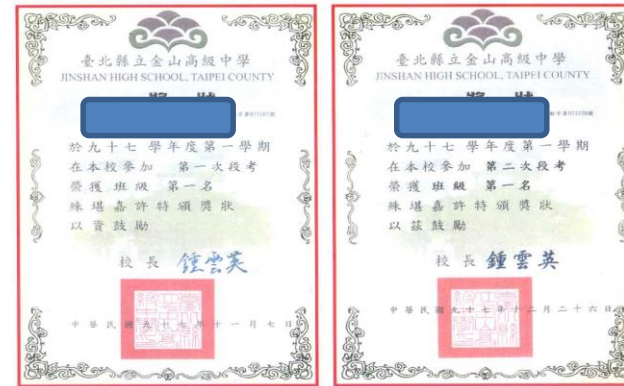 臺北縣立金山高級中學
JINSHAN HIGH SCHOOL, TAIPEI COUNTY
獎狀
於九十七學年度第一學期
在本校參加 第一次段考
榮獲 班級 第一名
殊堪嘉許特頒獎狀
以資鼓勵
校長 鍾雲英
中華民國九十七年十一月七日
臺北縣立金山高級中學
JINSHAN HIGH SCHOOL, TAIPEI COUNTY
獎狀
於九十七學年度第一學期
在本校參加 第二次段考
榮獲 班級 第一名
殊堪嘉許特頒獎狀
以茲鼓勵
校長 鍾雲英
中華民國九十七年十二月二十六日